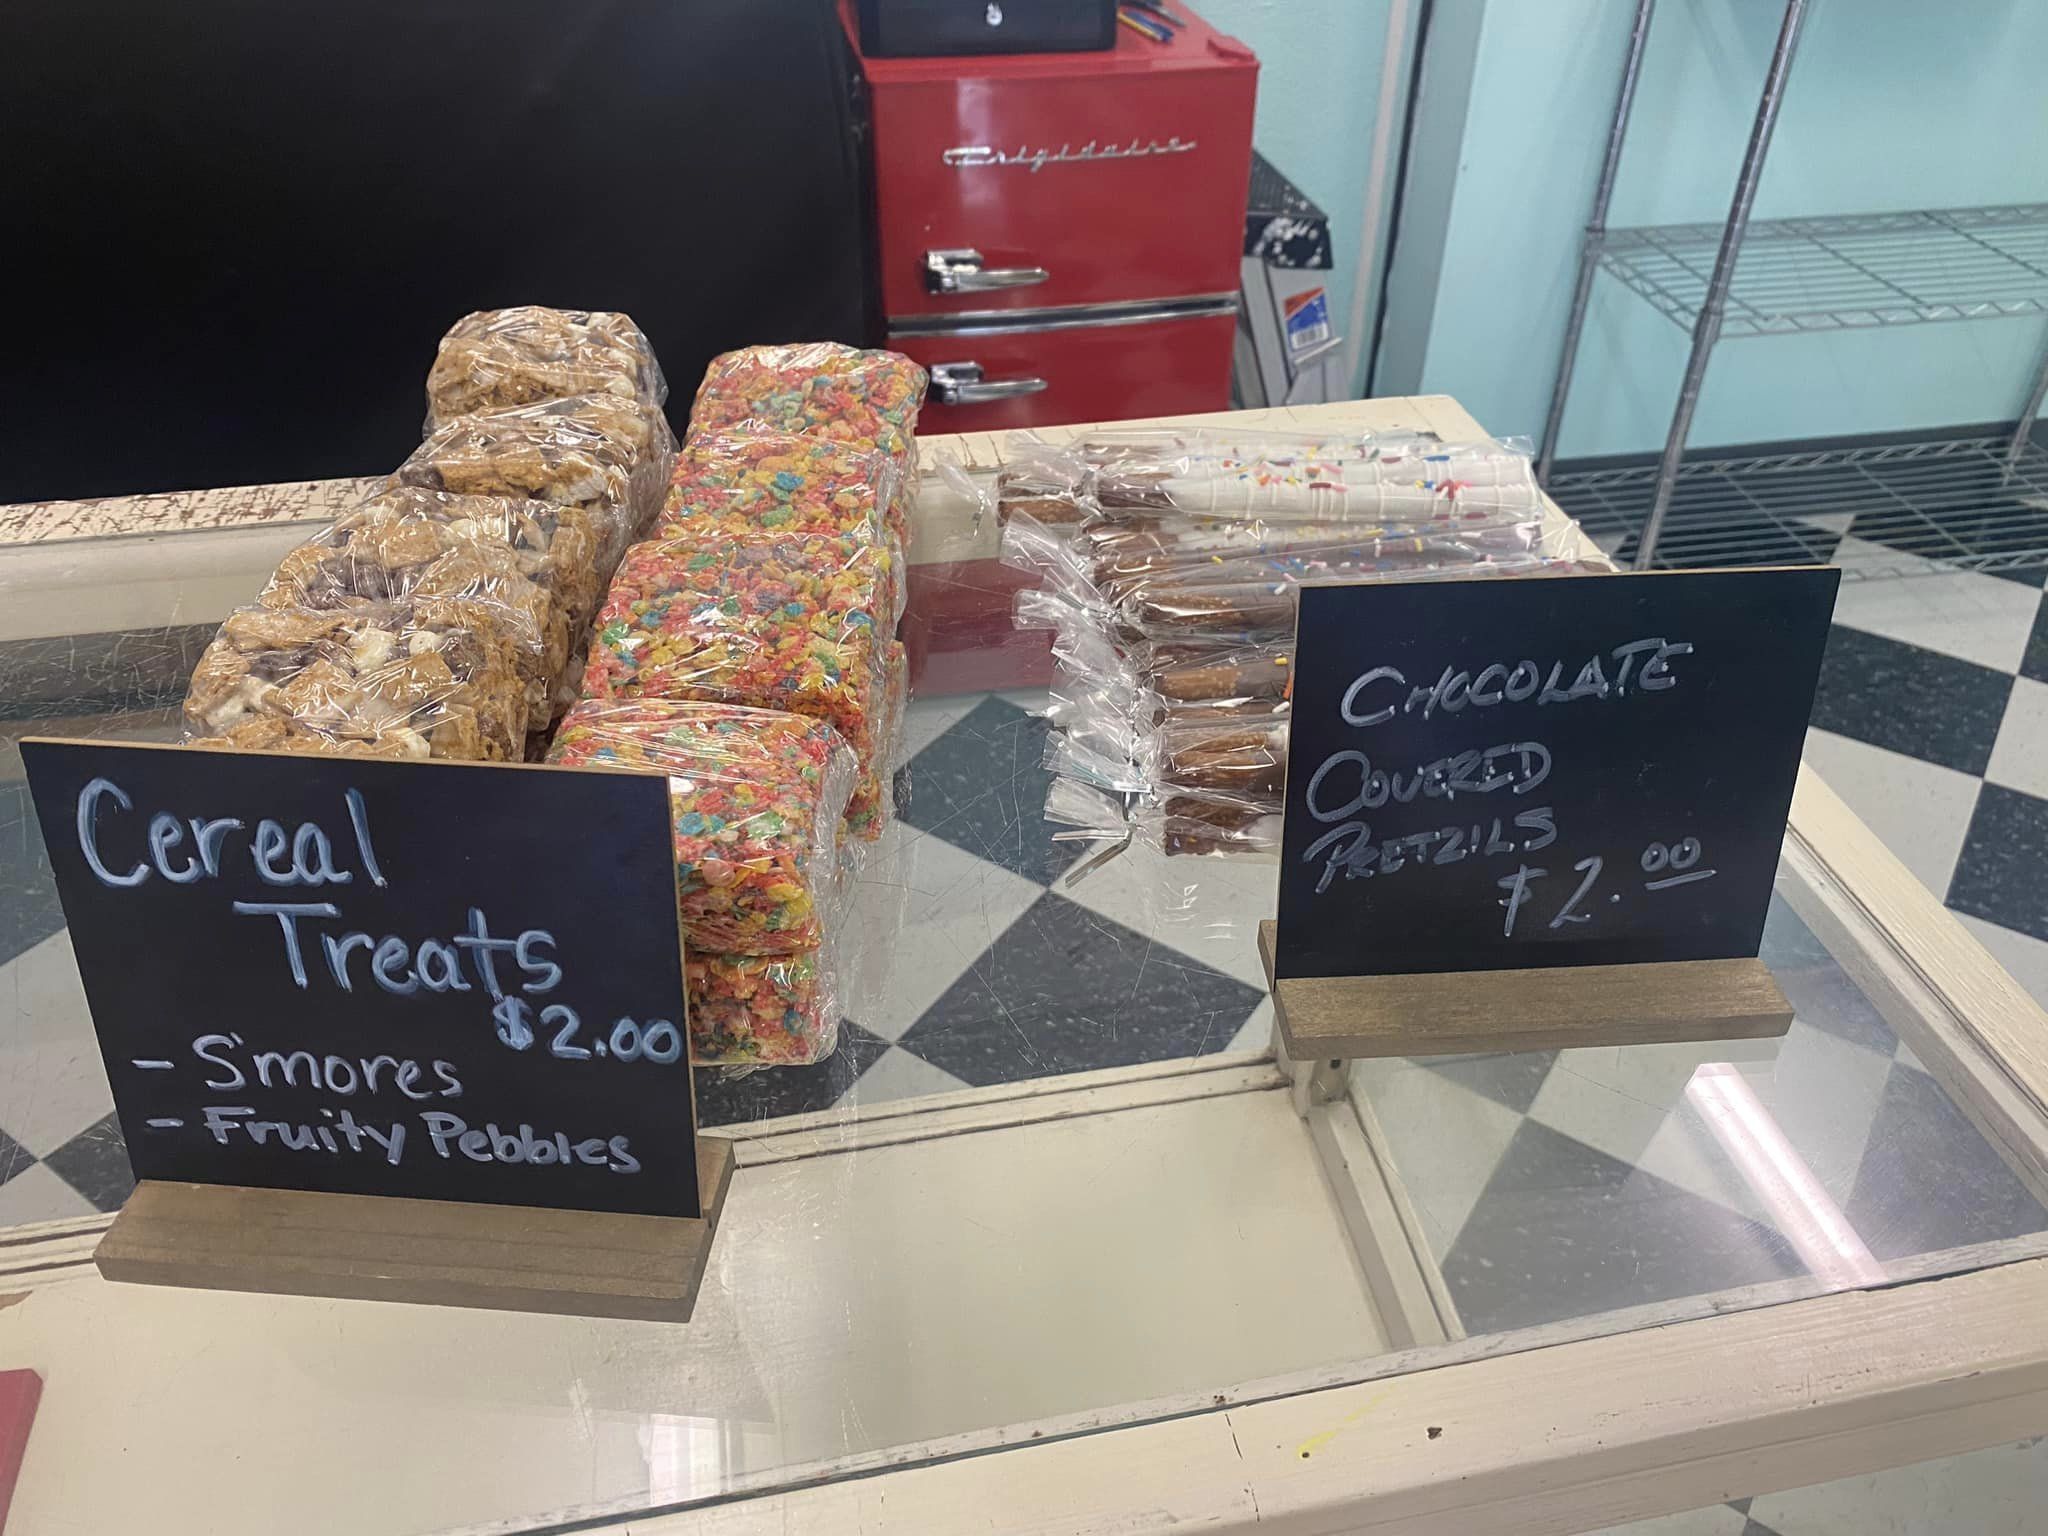 Frigidaire
Cereal
Treats
$2.00
- S'mores
- Fruity Pebbles
CHOCOLATE
COVERED
PRETZILS
$2.00